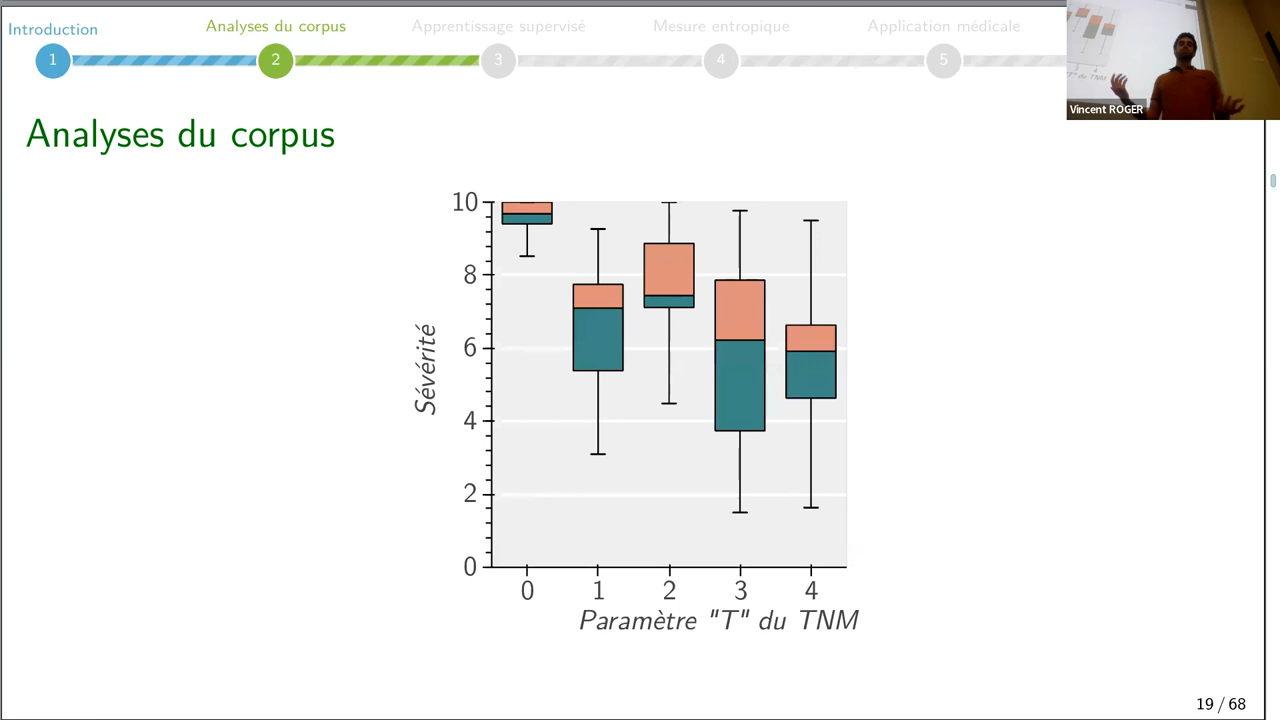 Introduction
Analyses du corpus
Apprentissage supervisé
Mesure entropique
Application médicale
1
2
3
4
5
Vincent ROGER
Analyses du corpus
10
8
6
4
2
0
Sévérité
0 1 2 3 4
Paramètre "T" du TNM
19 / 68